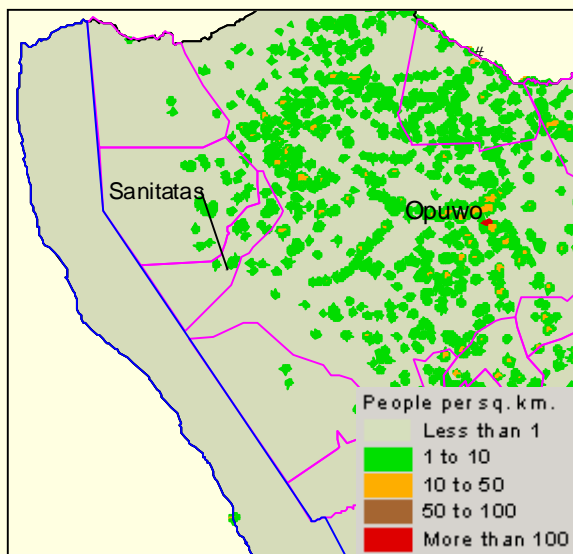 #
Sanitatas
Opuwo
People per sq. km.
Less than 1
1 to 10
10 to 50
50 to 100
More than 100